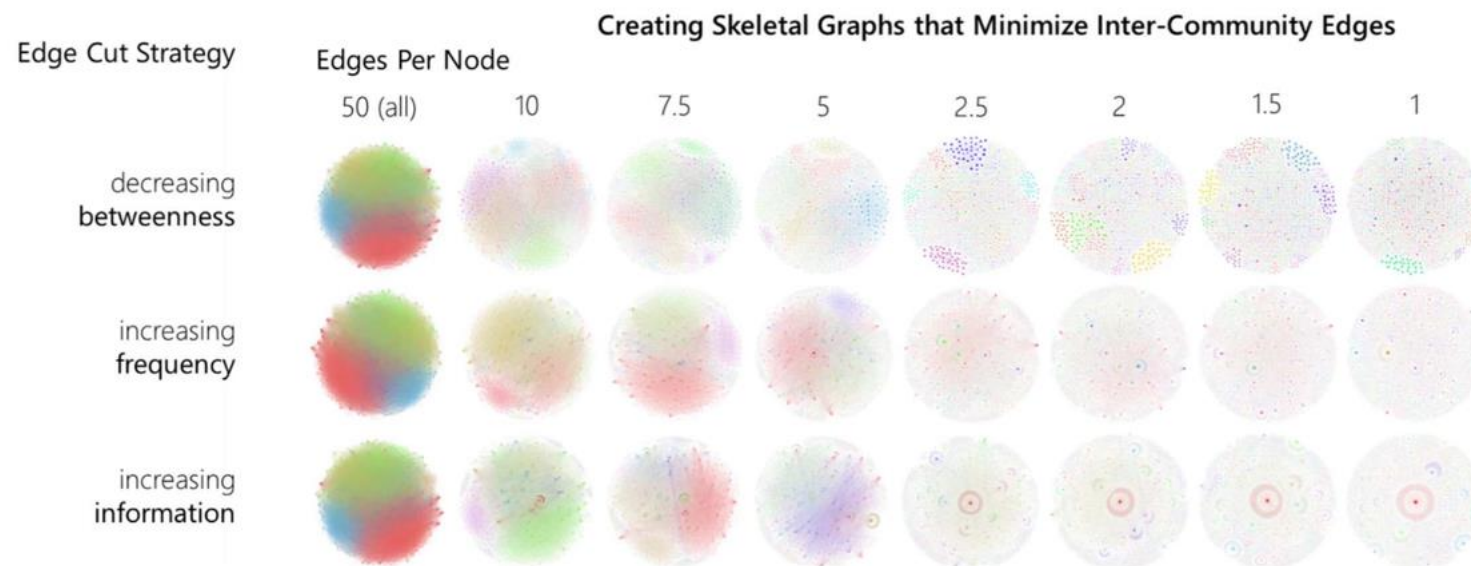 Creating Skeletal Graphs that Minimize Inter-Community Edges
Edge Cut Strategy
Edges Per Node
50 (all) 10 7.5 5 2.5 2 1.5 1
decreasing
betweenness
increasing
frequency
increasing
information